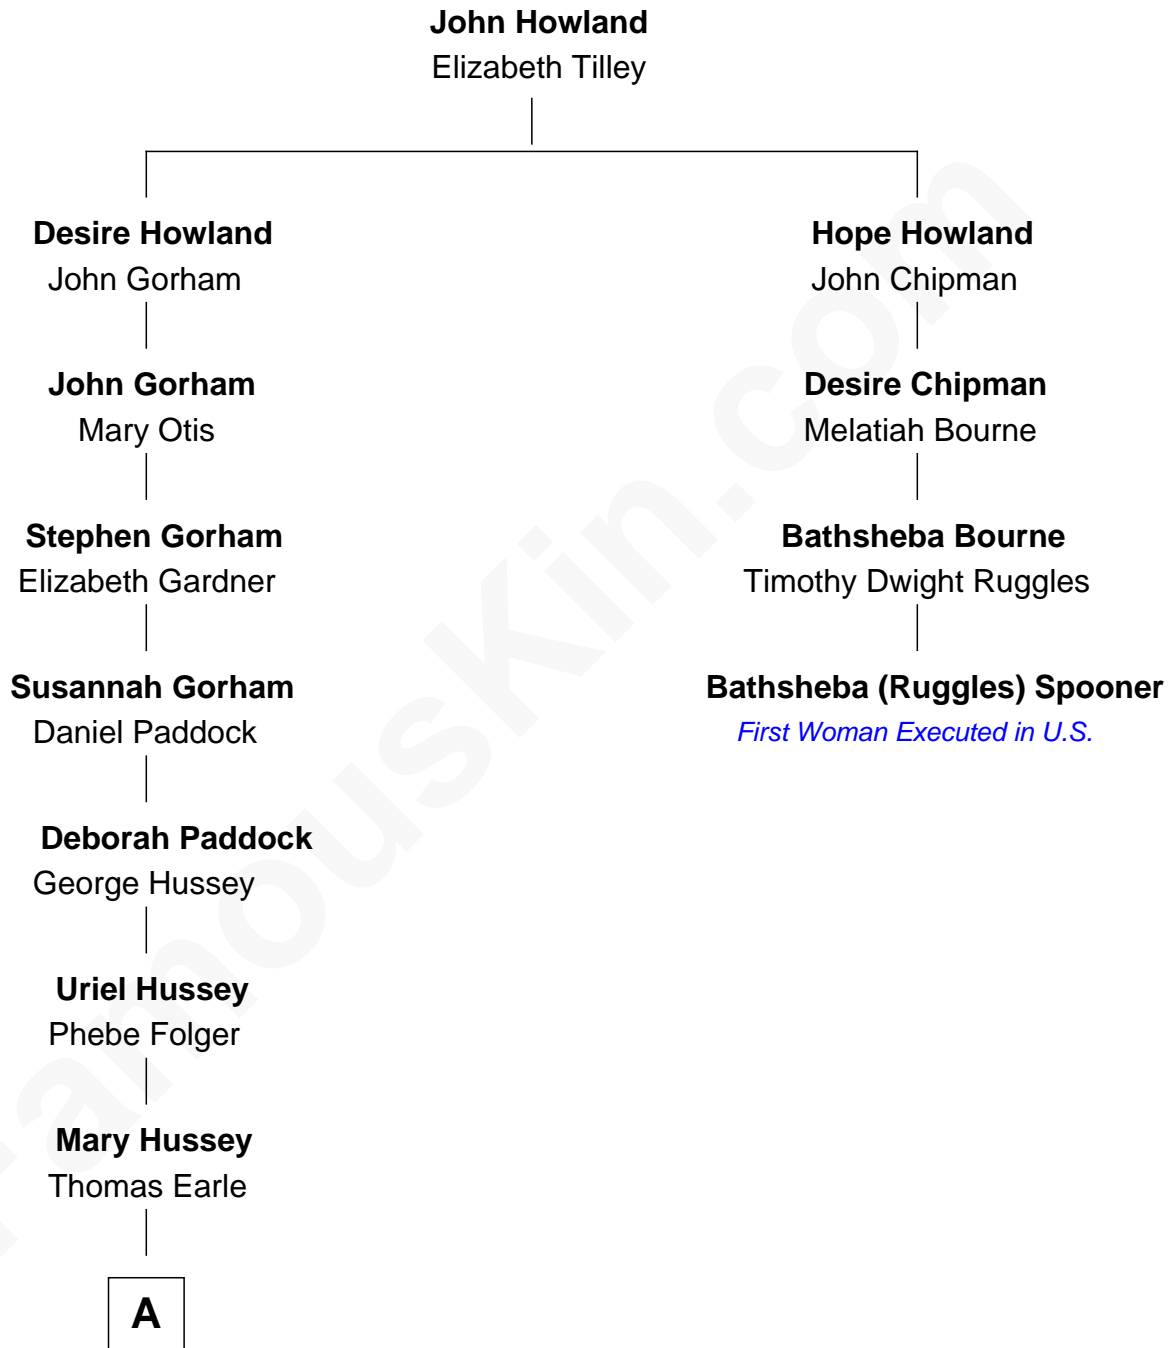 John Howland
Elizabeth Tilley
Desire Howland
John Gorham
Hope Howland
John Chipman
John Gorham
Mary Otis
Desire Chipman
Melatiah Bourne
Stephen Gorham
Elizabeth Gardner
Bathsheba Bourne
Timothy Dwight Ruggles
Susannah Gorham
Daniel Paddock
Bathsheba (Ruggles) Spooner
First Woman Executed in U.S.
Deborah Paddock
George Hussey
Uriel Hussey
Phebe Folger
Mary Hussey
Thomas Earle
A
FamousKin.com